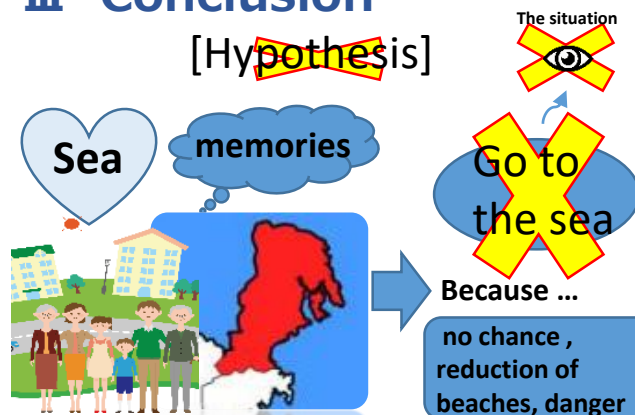 Ⅲ Conclusion
[Hypothesis]
The situation
Sea
memories
Go to
the sea
Because ...
no chance ,
reduction of
beaches, danger